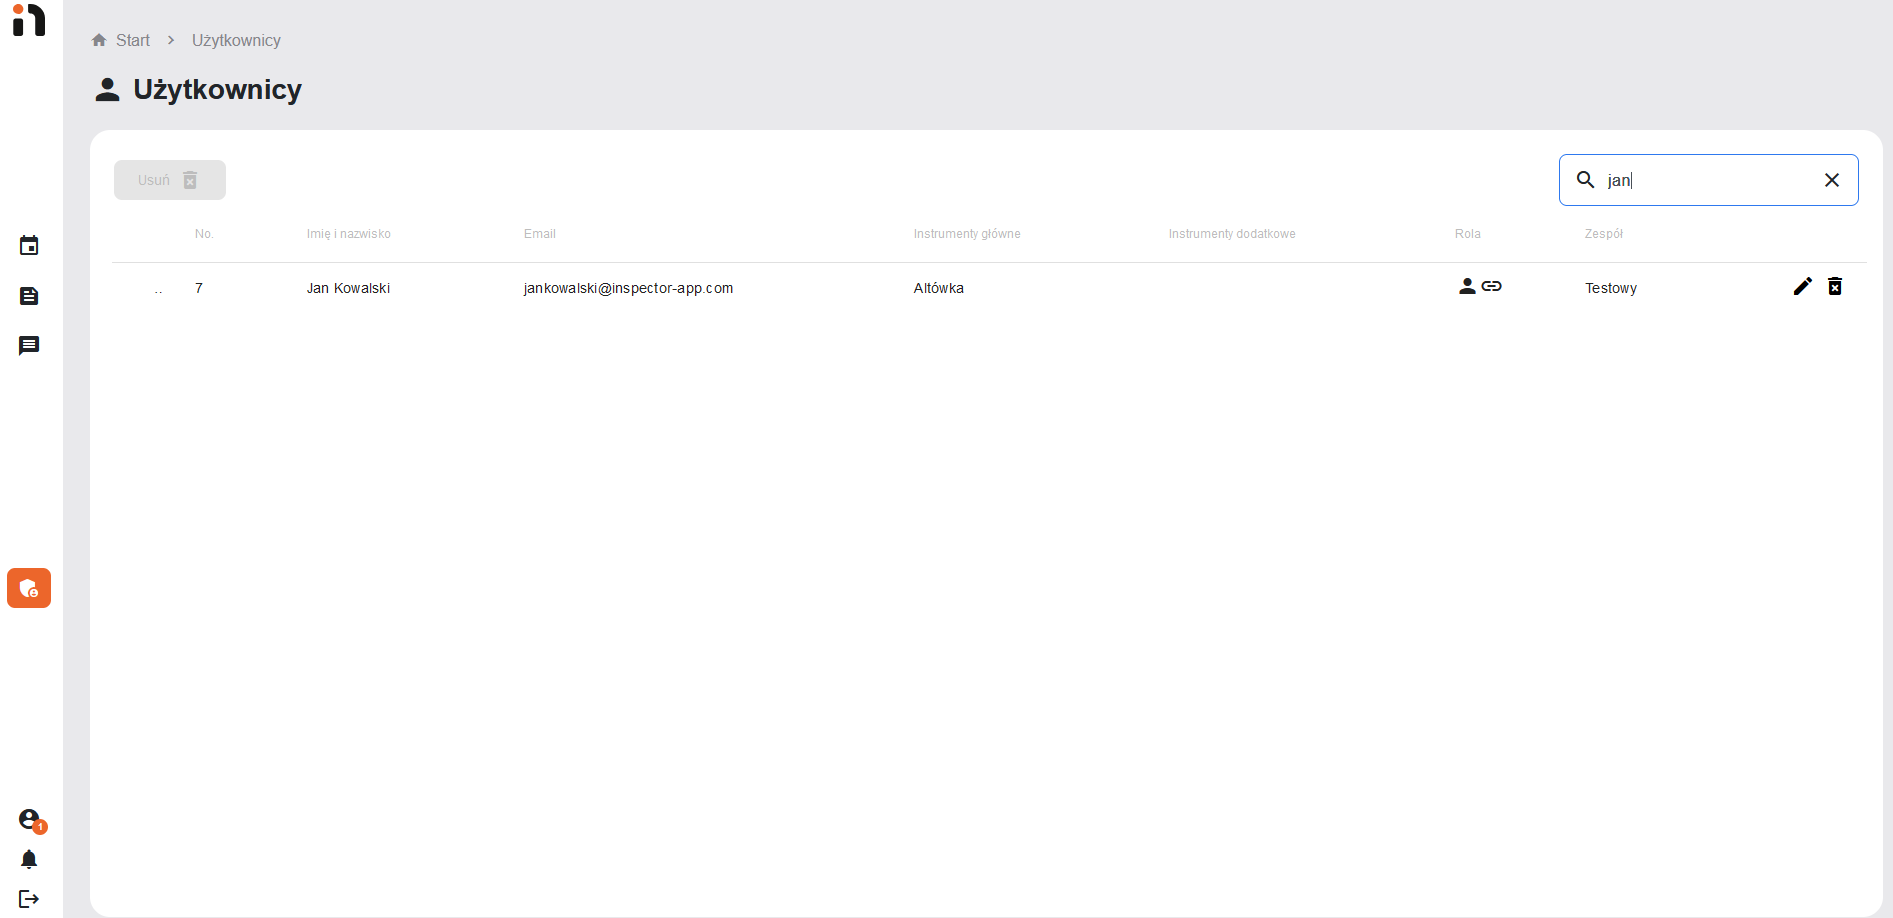 Start > Użytkownicy
Użytkownicy
Usuń
jan
No. Imię i nazwisko Email Instrumenty główne Instrumenty dodatkowe Rola Zespół
.. 7 Jan Kowalski jankowalski@inspector-app.com Altówka Testowy
1